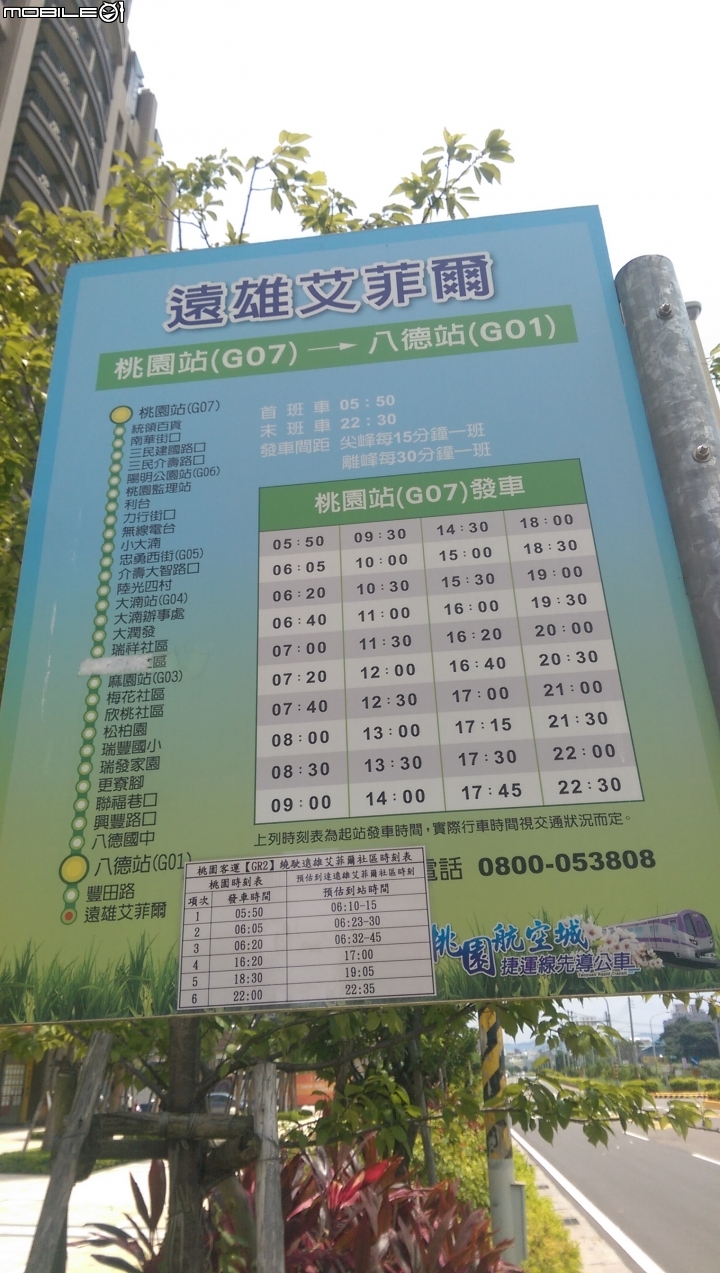 MOBILE01
遠雄艾菲爾
桃園站(G07) → 八德站(G01)
桃園站(G07)
統領百貨
南華街口
三民建國路口
三民介壽路口
陽明公園站(G06)
桃園監理站
利台
力行街口
無線電台
小大湳
忠勇西街(G05)
介壽大智路口
陸光四村
大湳站(G04)
大湳辦事處
大潤發
瑞祥社區
社區
麻園站(G03)
梅花社區
欣桃社區
松柏園
瑞豐國小
瑞發家園
更寮腳
聯福巷口
興豐路口
八德國中
八德站(G01)
豐田路
遠雄艾菲爾
首班車 05：50
末班車 22：30
發車間距 尖峰每15分鐘一班
離峰每30分鐘一班
桃園站(G07)發車
05：50 09：30 14：30 18：00
06：05 10：00 15：00 18：30
06：20 10：30 15：30 19：00
06：40 11：00 16：00 19：30
07：00 11：30 16：20 20：00
07：20 12：00 16：40 20：30
07：40 12：30 17：00 21：00
08：00 13：00 17：15 21：30
08：30 13：30 17：30 22：00
09：00 14：00 17：45 22：30
上列時刻表為起站發車時間，實際行車時間視交通狀況而定。
電話 0800-053808
桃園客運【GR2】繞駛遠雄艾菲爾社區時刻表
桃園時刻表 預估到達遠雄艾菲爾社區時刻
項次 發車時間 預估到站時間
1 05:50 06:10-15
2 06:05 06:23-30
3 06:20 06:32-45
4 16:20 17:00
5 18:30 19:05
6 22:00 22:35
桃園航空城
捷運線先導公車